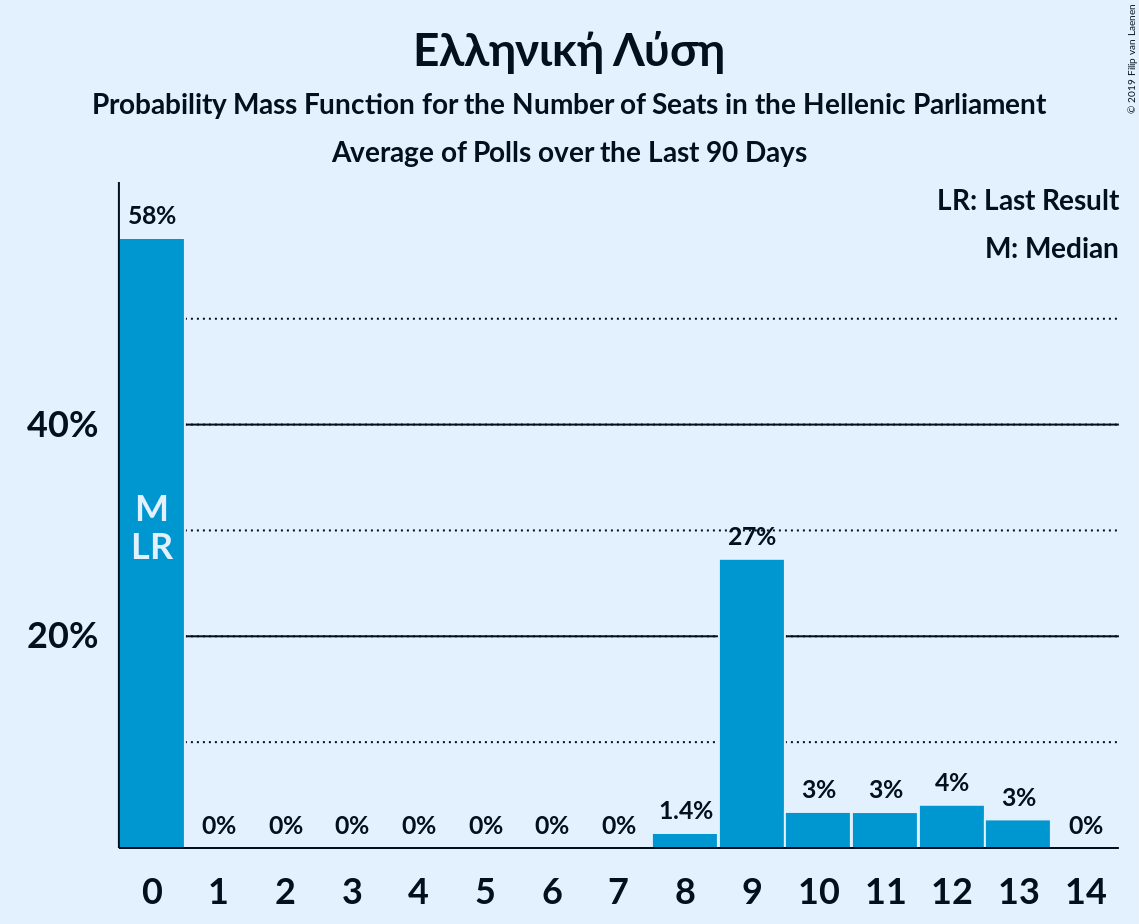 Ελληνική Λύση
Probability Mass Function for the Number of Seats in the Hellenic Parliament
Average of Polls over the Last 90 Days
© 2019 Filip van Laenen
LR: Last Result
M: Median
58%
40%
M
LR
27%
20%
0% 0% 0% 0% 0% 0% 0% 1.4% 3% 3% 4% 3% 0%
0 1 2 3 4 5 6 7 8 9 10 11 12 13 14